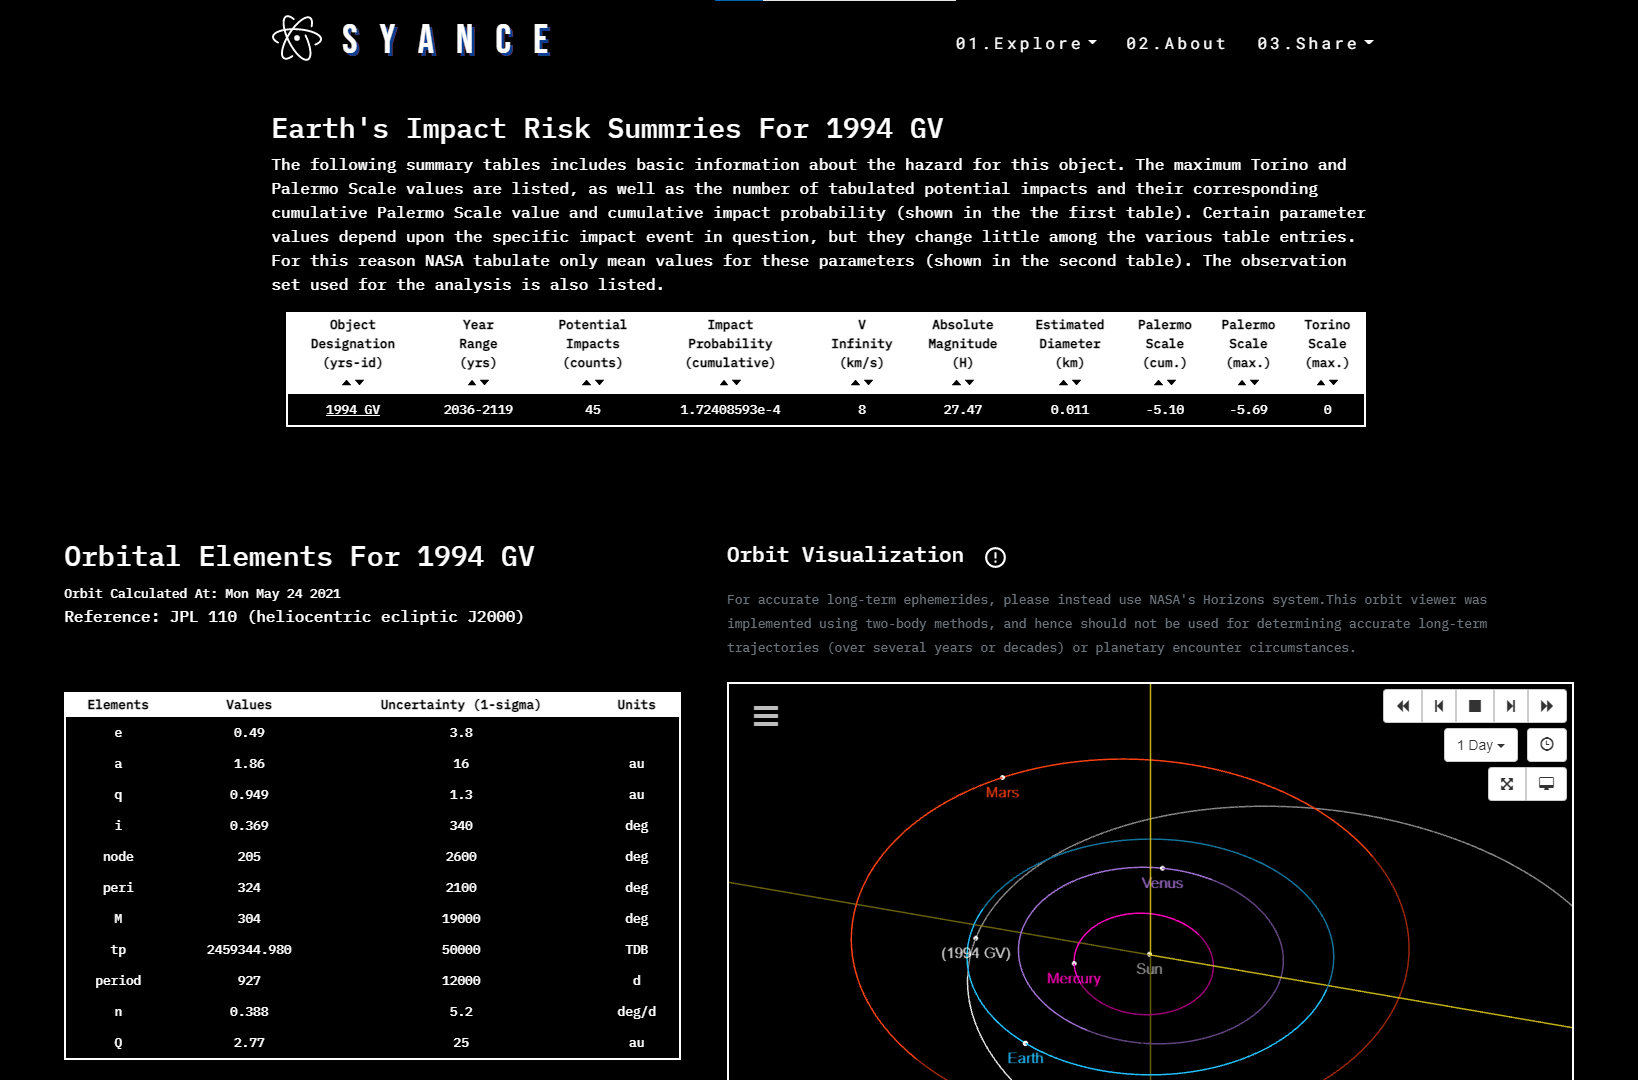 SYANCE
01.Explore 02.About 03.Share
Earth's Impact Risk Summries For 1994 GV
The following summary tables includes basic information about the hazard for this object. The maximum Torino and
Palermo Scale values are listed, as well as the number of tabulated potential impacts and their corresponding
cumulative Palermo Scale value and cumulative impact probability (shown in the the first table). Certain parameter
values depend upon the specific impact event in question, but they change little among the various table entries.
For this reason NASA tabulate only mean values for these parameters (shown in the second table). The observation
set used for the analysis is also listed.
Object Year Potential Impact V Absolute Estimated Palermo Palermo Torino
Designation Range Impacts Probability Infinity Magnitude Diameter Scale Scale Scale
(yrs-id) (yrs) (counts) (cumulative) (km/s) (H) (km) (cum.) (max.) (max.)
1994 GV 2036-2119 45 1.72408593e-4 8 27.47 0.011 -5.10 -5.69 0
Orbital Elements For 1994 GV
Orbit Calculated At: Mon May 24 2021
Reference: JPL 110 (heliocentric ecliptic J2000)
Elements Values Uncertainty (1-sigma) Units
e 0.49 3.8
a 1.86 16 au
q 0.949 1.3 au
i 0.369 340 deg
node 205 2600 deg
peri 324 2100 deg
M 304 19000 deg
tp 2459344.980 50000 TDB
period 927 12000 d
n 0.388 5.2 deg/d
Q 2.77 25 au
Orbit Visualization
For accurate long-term ephemerides, please instead use NASA's Horizons system.This orbit viewer was
implemented using two-body methods, and hence should not be used for determining accurate long-term
trajectories (over several years or decades) or planetary encounter circumstances.
1 Day
Mars
Venus
(1994 GV)
Sun
Mercury
Earth